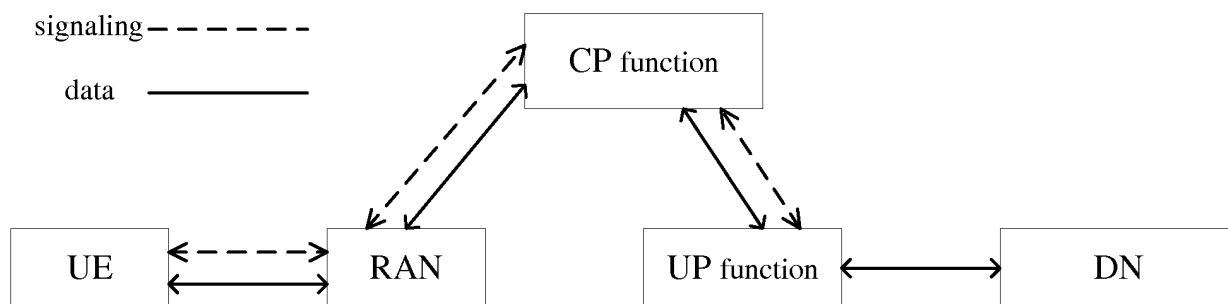 signaling
CP function
data
UE
RAN
UP function
DN